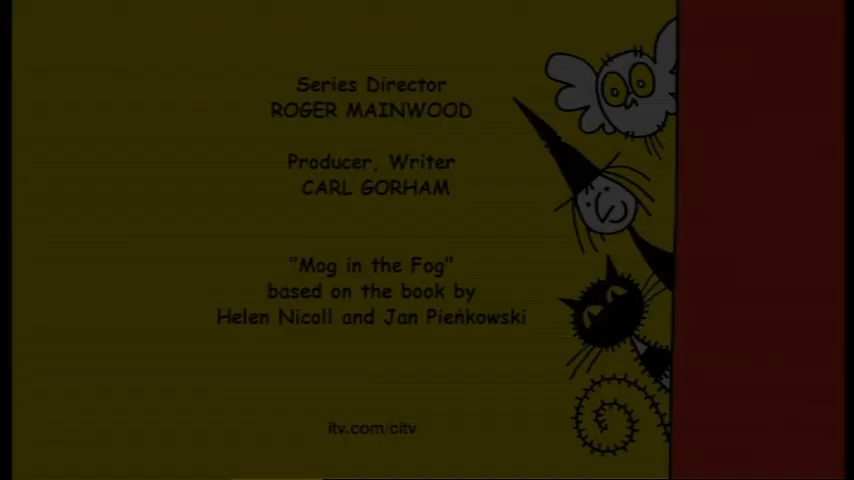 Series Director
ROGER MAINWOOD
Producer, Writer
CARL GORHAM
"Mog in the Fog"
based on the book by
Helen Nicoll and Jan Pieńkowski
itv.com/citv